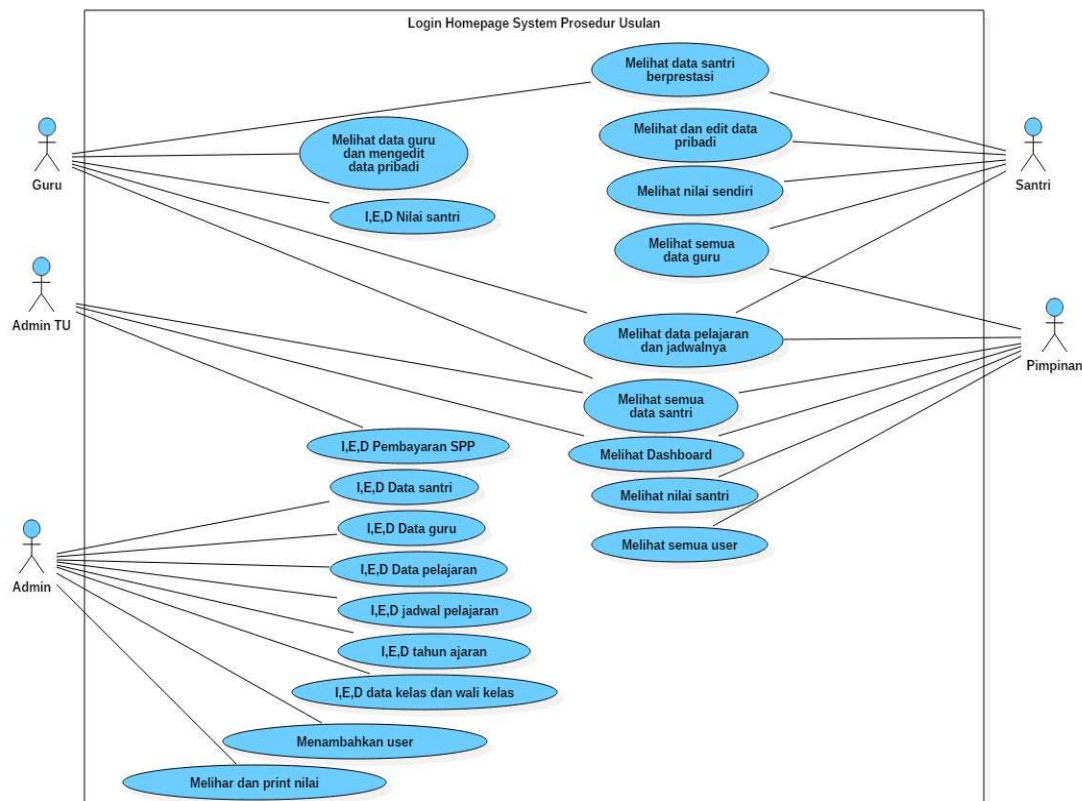 Login Homepage System Prosedur Usulan
Melihat data santri
berprestasi
Melihat data guru
dan mengedit
data pribadi
Melihat dan edit data
pribadi
Guru
Santri
Melihat nilai sendiri
I,E,D Nilai santri
Melihat semua
data guru
Admin TU
Melihat data pelajaran
dan jadwalnya
Pimpinan
Melihat semua
data santri
I,E,D Pembayaran SPP
Melihat Dashboard
I,E,D Data santri
Melihat nilai santri
I,E,D Data guru
Melihat semua user
I,E,D Data pelajaran
Admin
I,E,D jadwal pelajaran
I,E,D tahun ajaran
I,E,D data kelas dan wali kelas
Menambahkan user
Melihar dan print nilai